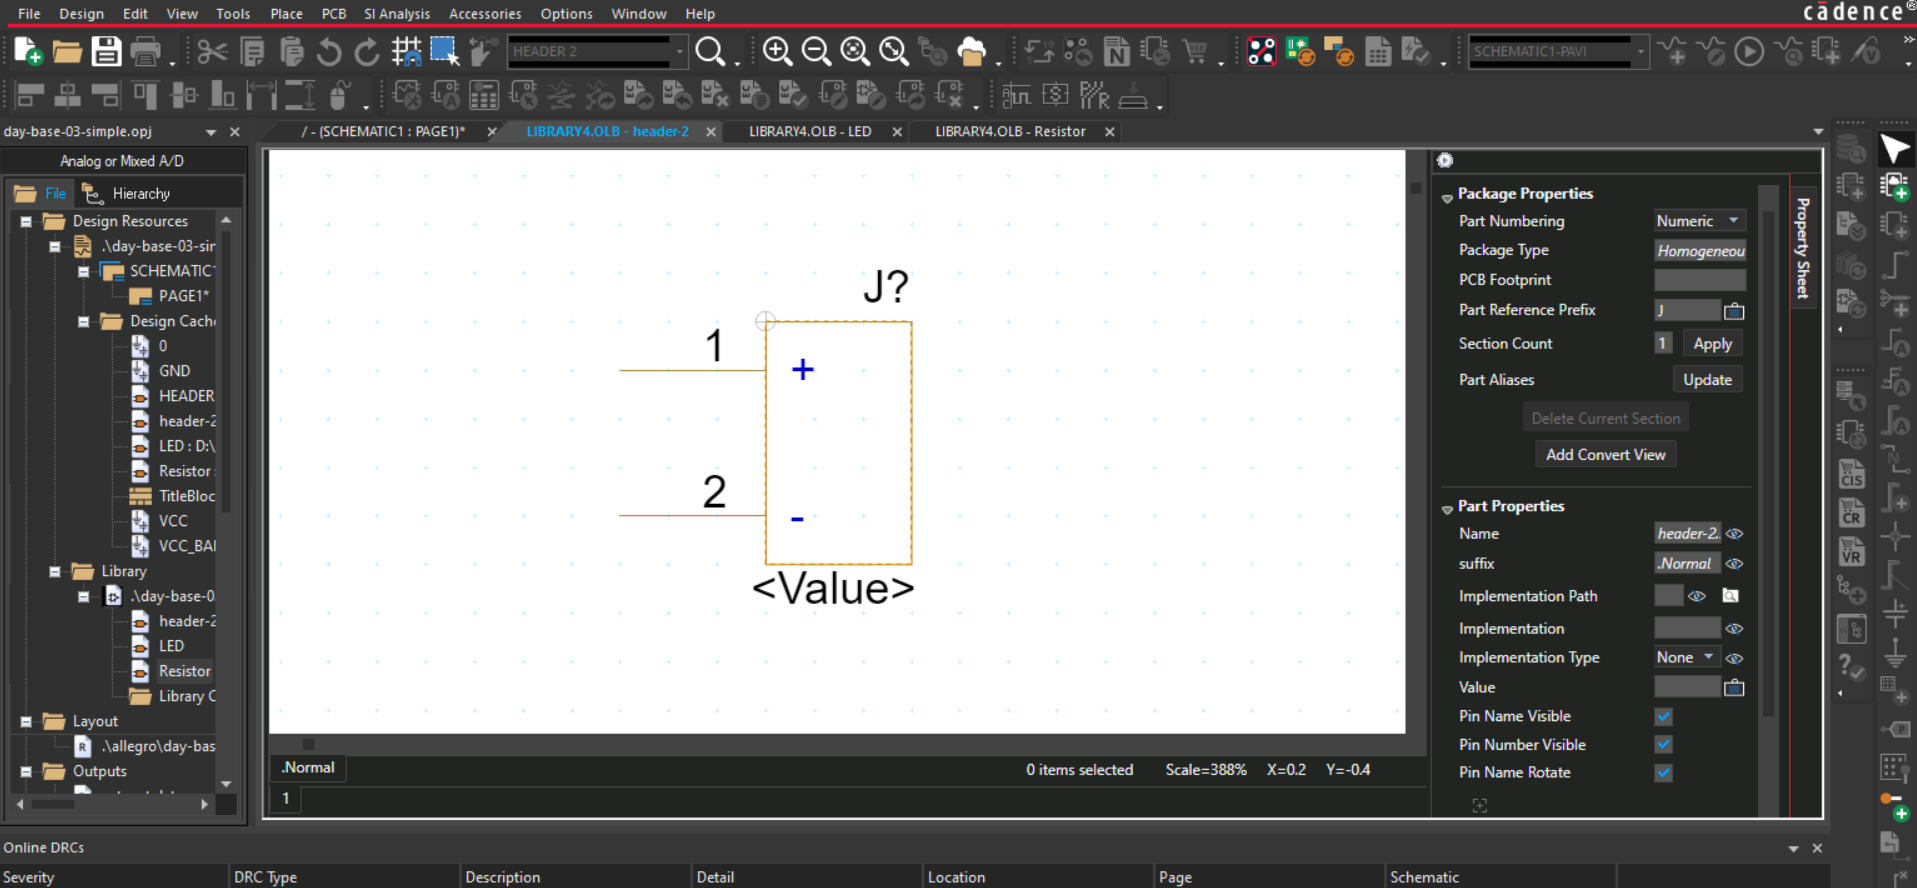 File Design Edit View Tools Place PCB SI Analysis Accessories Options Window Help
cādence®
HEADER 2
SCHEMATIC1-PAVI
day-base-03-simple.opj
/ - (SCHEMATIC1 : PAGE1)*
LIBRARY4.OLB - header-2
LIBRARY4.OLB - LED
LIBRARY4.OLB - Resistor
Analog or Mixed A/D
File Hierarchy
Design Resources
.\day-base-03-sir
SCHEMATIC1
PAGE1*
Design Cache
0
GND
HEADER
header-2
LED : D:\
Resistor :
TitleBloc
VCC
VCC_BAI
Library
.\day-base-0
header-2
LED
Resistor
Library C
Layout
R .\allegro\day-bas
Outputs
J?
1
+
2
-
<Value>
Package Properties
Part Numbering Numeric
Package Type Homogeneou
PCB Footprint
Part Reference Prefix J
Section Count 1 Apply
Part Aliases Update
Delete Current Section
Add Convert View
Part Properties
Name header-2..
suffix .Normal
Implementation Path
Implementation
Implementation Type None
Value
Pin Name Visible
Pin Number Visible
Pin Name Rotate
Property Sheet
CIS
CR
VR
.Normal
0 items selected Scale=388% X=0.2 Y=-0.4
1
Online DRCs
Severity DRC Type Description Detail Location Page Schematic